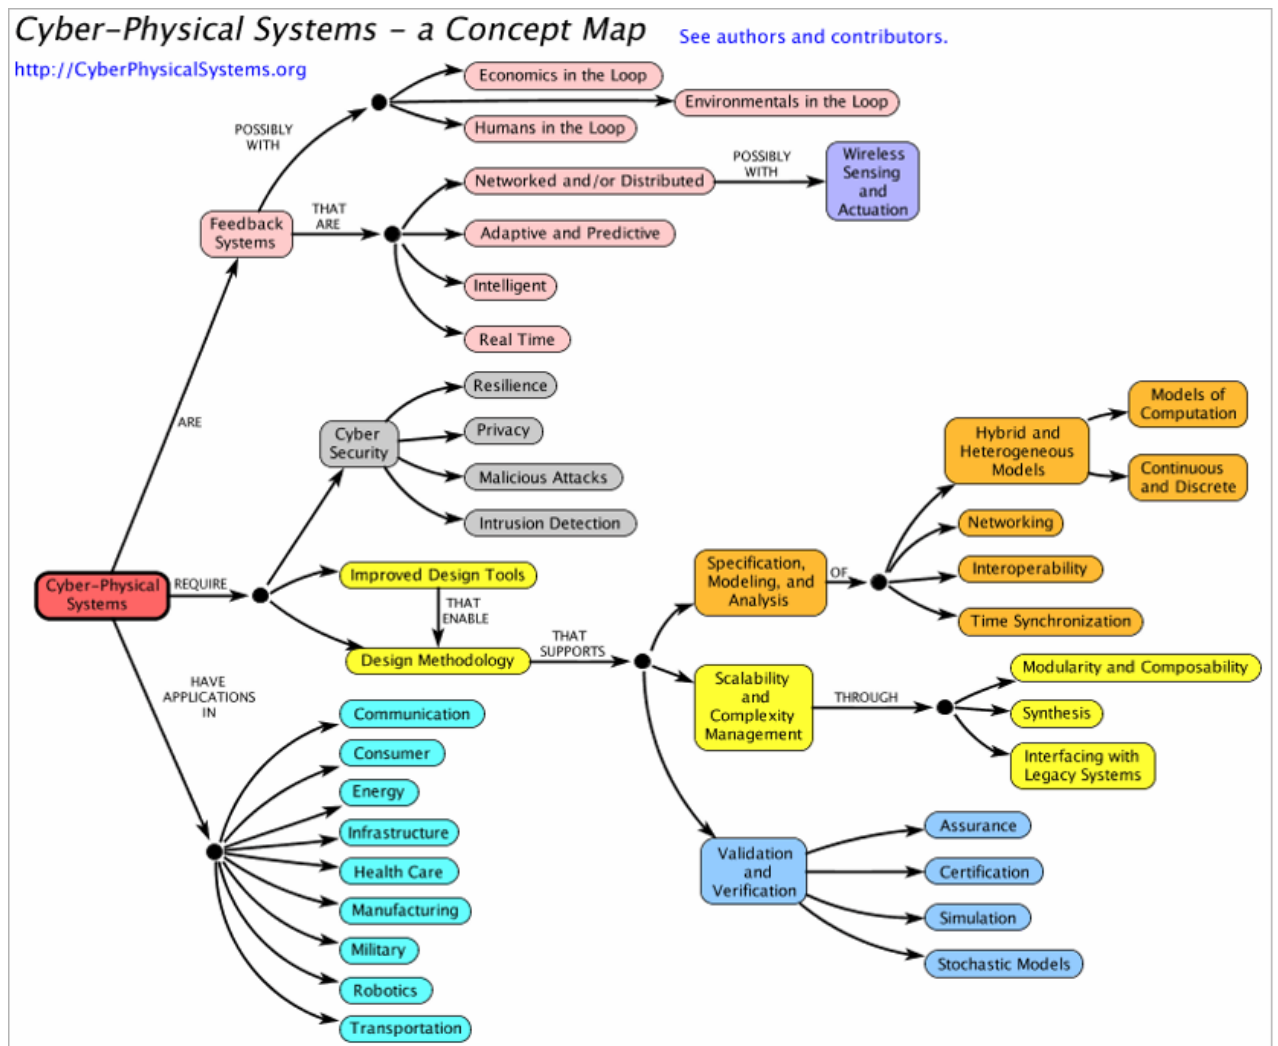 Cyber-Physical Systems - a Concept Map
See authors and contributors.
http://CyberPhysicalSystems.org
Economics in the Loop
Environmentals in the Loop
Humans in the Loop
POSSIBLY
WITH
Networked and/or Distributed
POSSIBLY
WITH
Wireless
Sensing
and
Actuation
Feedback
Systems
THAT
ARE
Adaptive and Predictive
Intelligent
Real Time
ARE
Cyber
Security
Resilience
Privacy
Malicious Attacks
Intrusion Detection
Cyber-Physical
Systems
REQUIRE
Improved Design Tools
THAT
ENABLE
Design Methodology
THAT
SUPPORTS
Specification,
Modeling, and
Analysis
OF
Hybrid and
Heterogeneous
Models
Models of
Computation
Continuous
and Discrete
Networking
Interoperability
Time Synchronization
Scalability
and
Complexity
Management
THROUGH
Modularity and Composability
Synthesis
Interfacing with
Legacy Systems
Validation
and
Verification
Assurance
Certification
Simulation
Stochastic Models
HAVE
APPLICATIONS
IN
Communication
Consumer
Energy
Infrastructure
Health Care
Manufacturing
Military
Robotics
Transportation